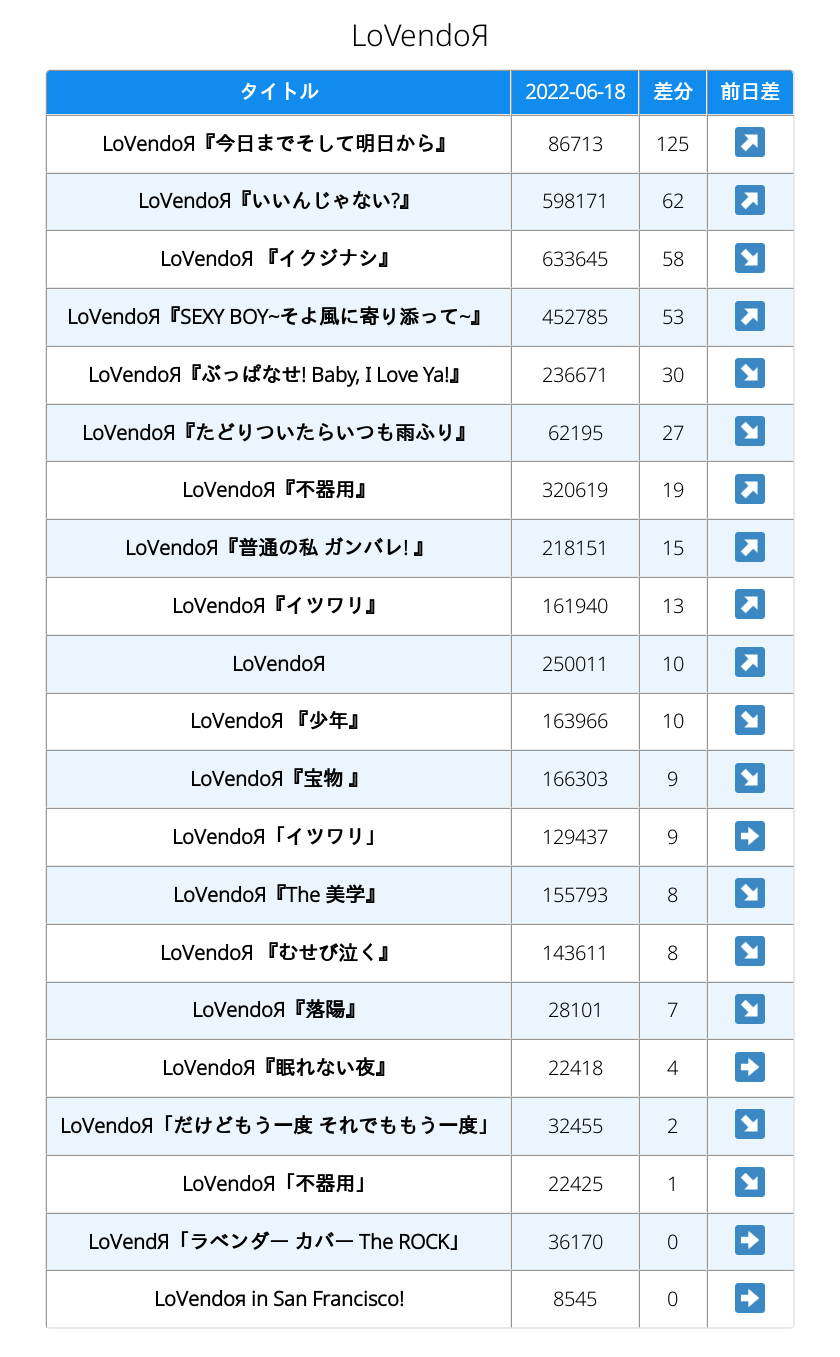 LoVendoЯ
タイトル 2022-06-18 差分 前日差
LoVendoЯ『今日までそして明日から』 86713 125 ↗
LoVendoЯ『いいんじゃない?』 598171 62 ↗
LoVendoЯ 『イクジナシ』 633645 58 ↘
LoVendoЯ『SEXY BOY~そよ風に寄り添って~』 452785 53 ↗
LoVendoЯ『ぶっぱなせ! Baby, I Love Ya!』 236671 30 ↘
LoVendoЯ『たどりついたらいつも雨ふり』 62195 27 ↘
LoVendoЯ『不器用』 320619 19 ↗
LoVendoЯ『普通の私 ガンバレ! 』 218151 15 ↗
LoVendoЯ『イツワリ』 161940 13 ↗
LoVendoЯ 250011 10 ↗
LoVendoЯ 『少年』 163966 10 ↘
LoVendoЯ『宝物 』 166303 9 ↘
LoVendoЯ「イツワリ」 129437 9 ➡
LoVendoЯ『The 美学』 155793 8 ↘
LoVendoЯ 『むせび泣く』 143611 8 ↘
LoVendoЯ『落陽』 28101 7 ↘
LoVendoЯ『眠れない夜』 22418 4 ➡
LoVendoЯ「だけどもう一度 それでももう一度」 32455 2 ↘
LoVendoЯ「不器用」 22425 1 ↘
LoVendЯ「ラベンダー カバー The ROCK」 36170 0 ➡
LoVendoя in San Francisco! 8545 0 ➡